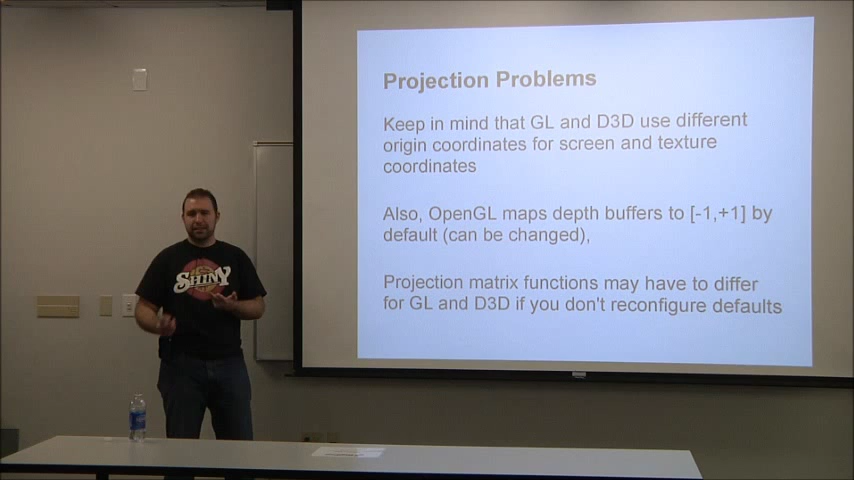 Projection Problems
Keep in mind that GL and D3D use different
origin coordinates for screen and texture
coordinates
Also, OpenGL maps depth buffers to [-1,+1] by
default (can be changed),
Projection matrix functions may have to differ
for GL and D3D if you don't reconfigure defaults
SHINY